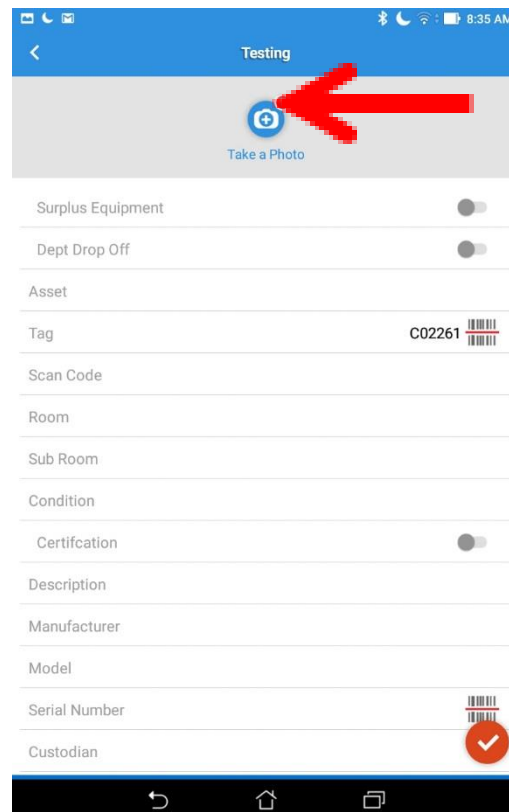 8:35 AM
Testing
Take a Photo
Surplus Equipment
Dept Drop Off
Asset
Tag C02261
Scan Code
Room
Sub Room
Condition
Certifcation
Description
Manufacturer
Model
Serial Number
Custodian